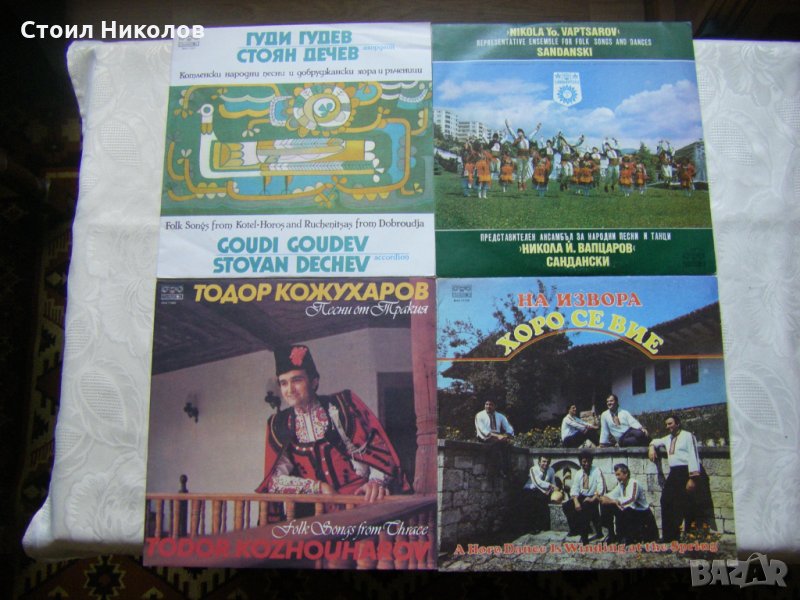 Стоил Николов
ГУДИ ГУДЕВ
СТОЯН ДЕЧЕВ акордеон
Котленски народни песни и добруджански хора и ръченици
Folk Songs from Kotel-Horos and Ruchenitsas from Dobroudja
GOUDI GOUDEV
STOYAN DECHEV accordion
›NIKOLA Yo. VAPTSAROV‹
REPRESENTATIVE ENSEMBLE FOR FOLK SONGS AND DANCES
SANDANSKI
ПРЕДСТАВИТЕЛЕН АНСАМБЪЛ ЗА НАРОДНИ ПЕСНИ И ТАНЦИ
›НИКОЛА Й. ВАПЦАРОВ‹
САНДАНСКИ
ТОДОР КОЖУХАРОВ
Песни от Тракия
Folk Songs from Thrace
TODOR KOZHOUHAROV
НА ИЗВОРА
ХОРО СЕ ВИЕ
A Horo Dance Is Winding at the Spring
BAZAR